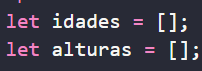 let idades = [];
let alturas = [];